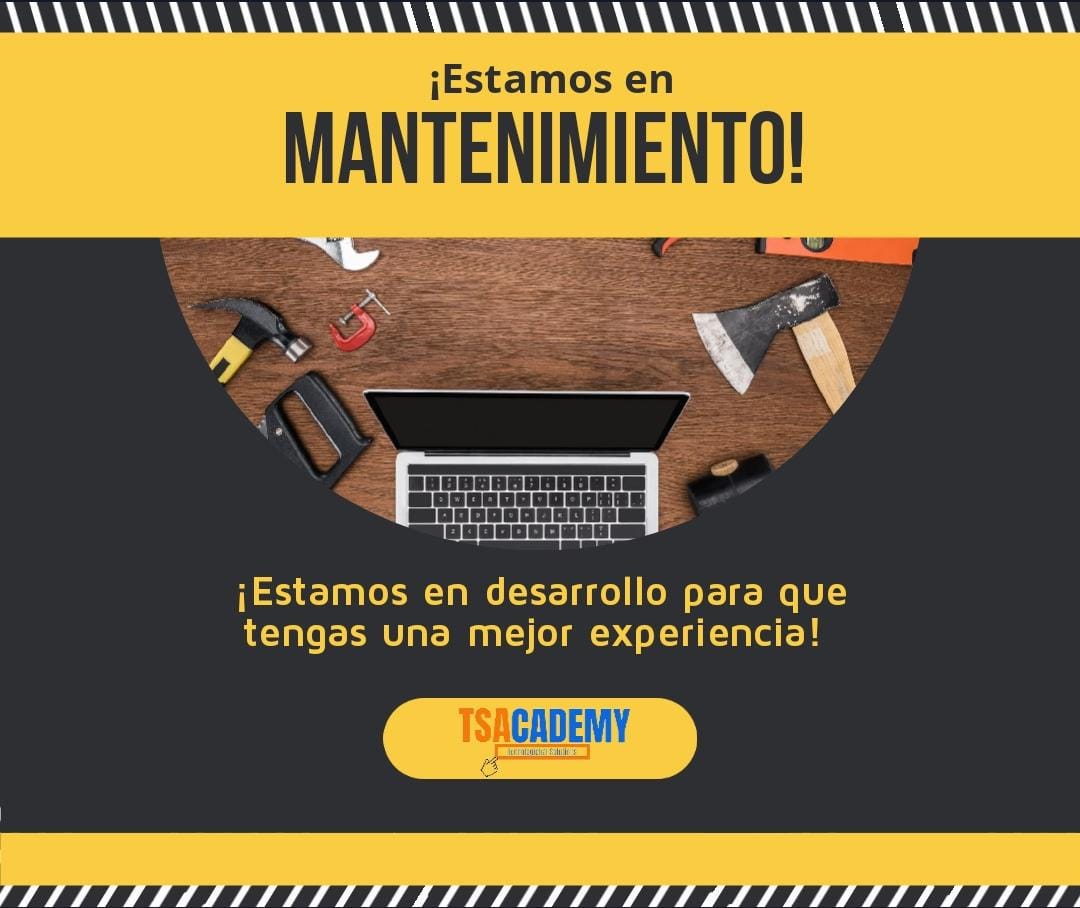 ¡Estamos en
MANTENIMIENTO!
¡Estamos en desarrollo para que
tengas una mejor experiencia!
TSACADEMY